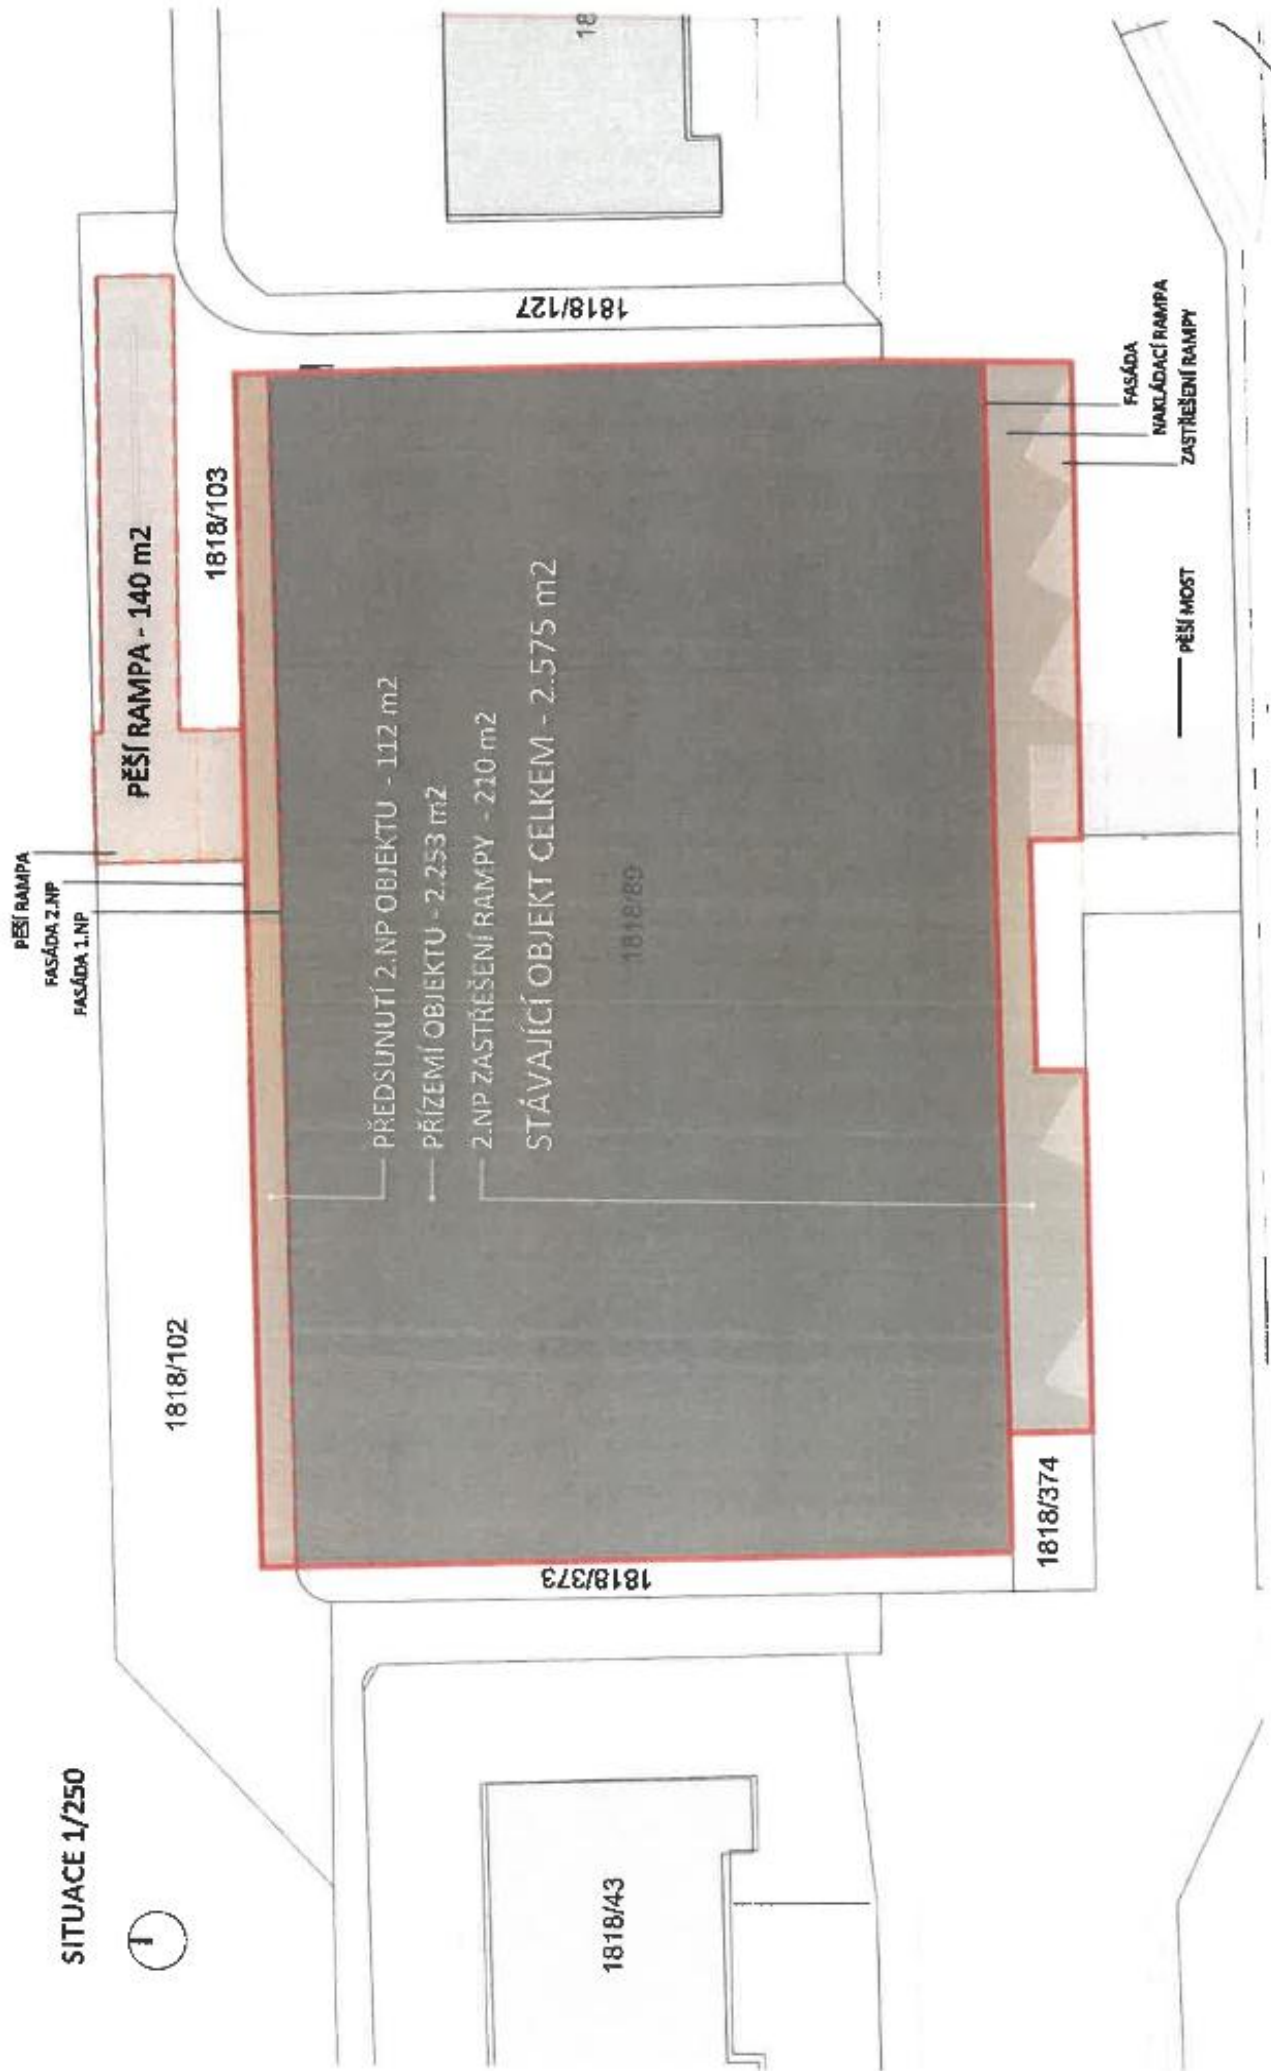 SITUACE 1/250
PĚŠÍ RAMPA
FASÁDA 2.NP
FASÁDA 1.NP
PĚŠÍ RAMPA - 140 m2
1818/102
1818/103
18
PŘEDSUNUTÍ 2.NP OBJEKTU - 112 m2
PŘÍZEMÍ OBJEKTU - 2.253 m2
2.NP ZASTŘEŠENÍ RAMPY - 210 m2
STÁVAJÍCÍ OBJEKT CELKEM - 2.575 m2
1818/89
1818/373
1818/127
1818/43
1818/374
FASÁDA
NAKLÁDACÍ RAMPA
ZASTŘEŠENÍ RAMPY
PĚŠÍ MOST